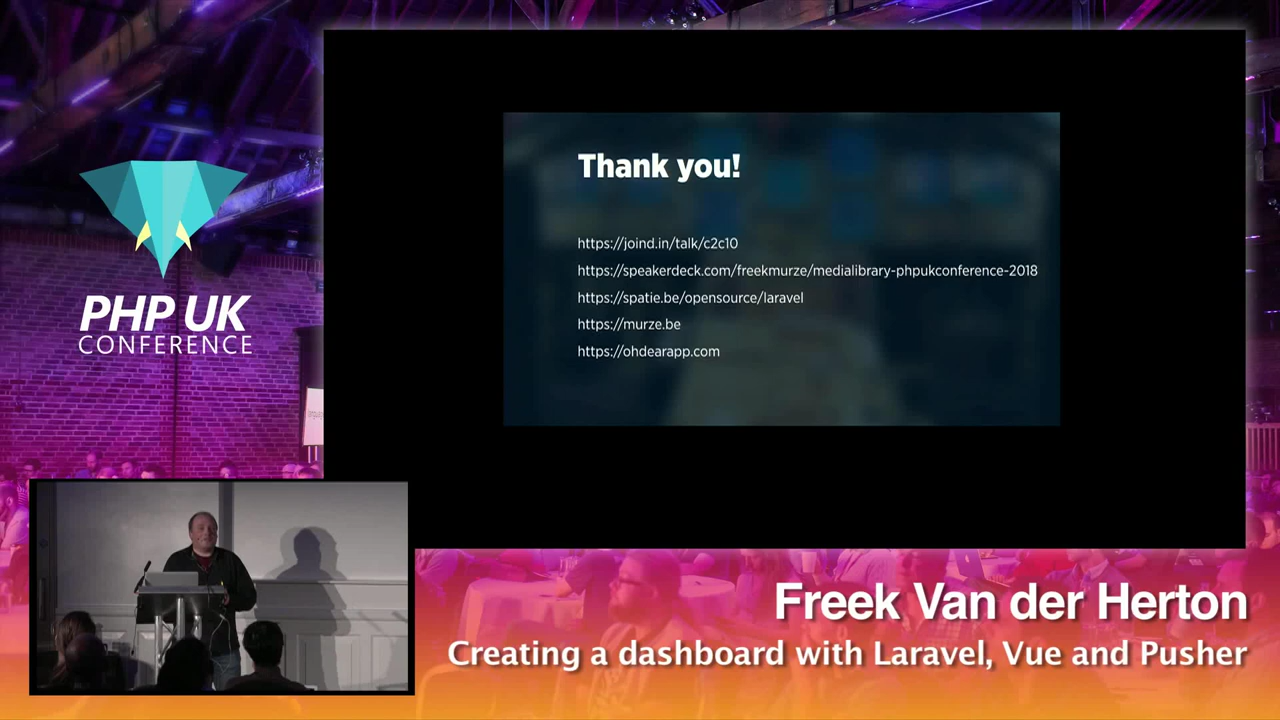 Thank you!
https://joind.in/talk/c2c10
https://speakerdeck.com/freekmurze/medialibrary-phpukconference-2018
https://spatie.be/opensource/laravel
https://murze.be
https://ohdearapp.com
PHP UK
CONFERENCE
Freek Van der Herton
Creating a dashboard with Laravel, Vue and Pusher